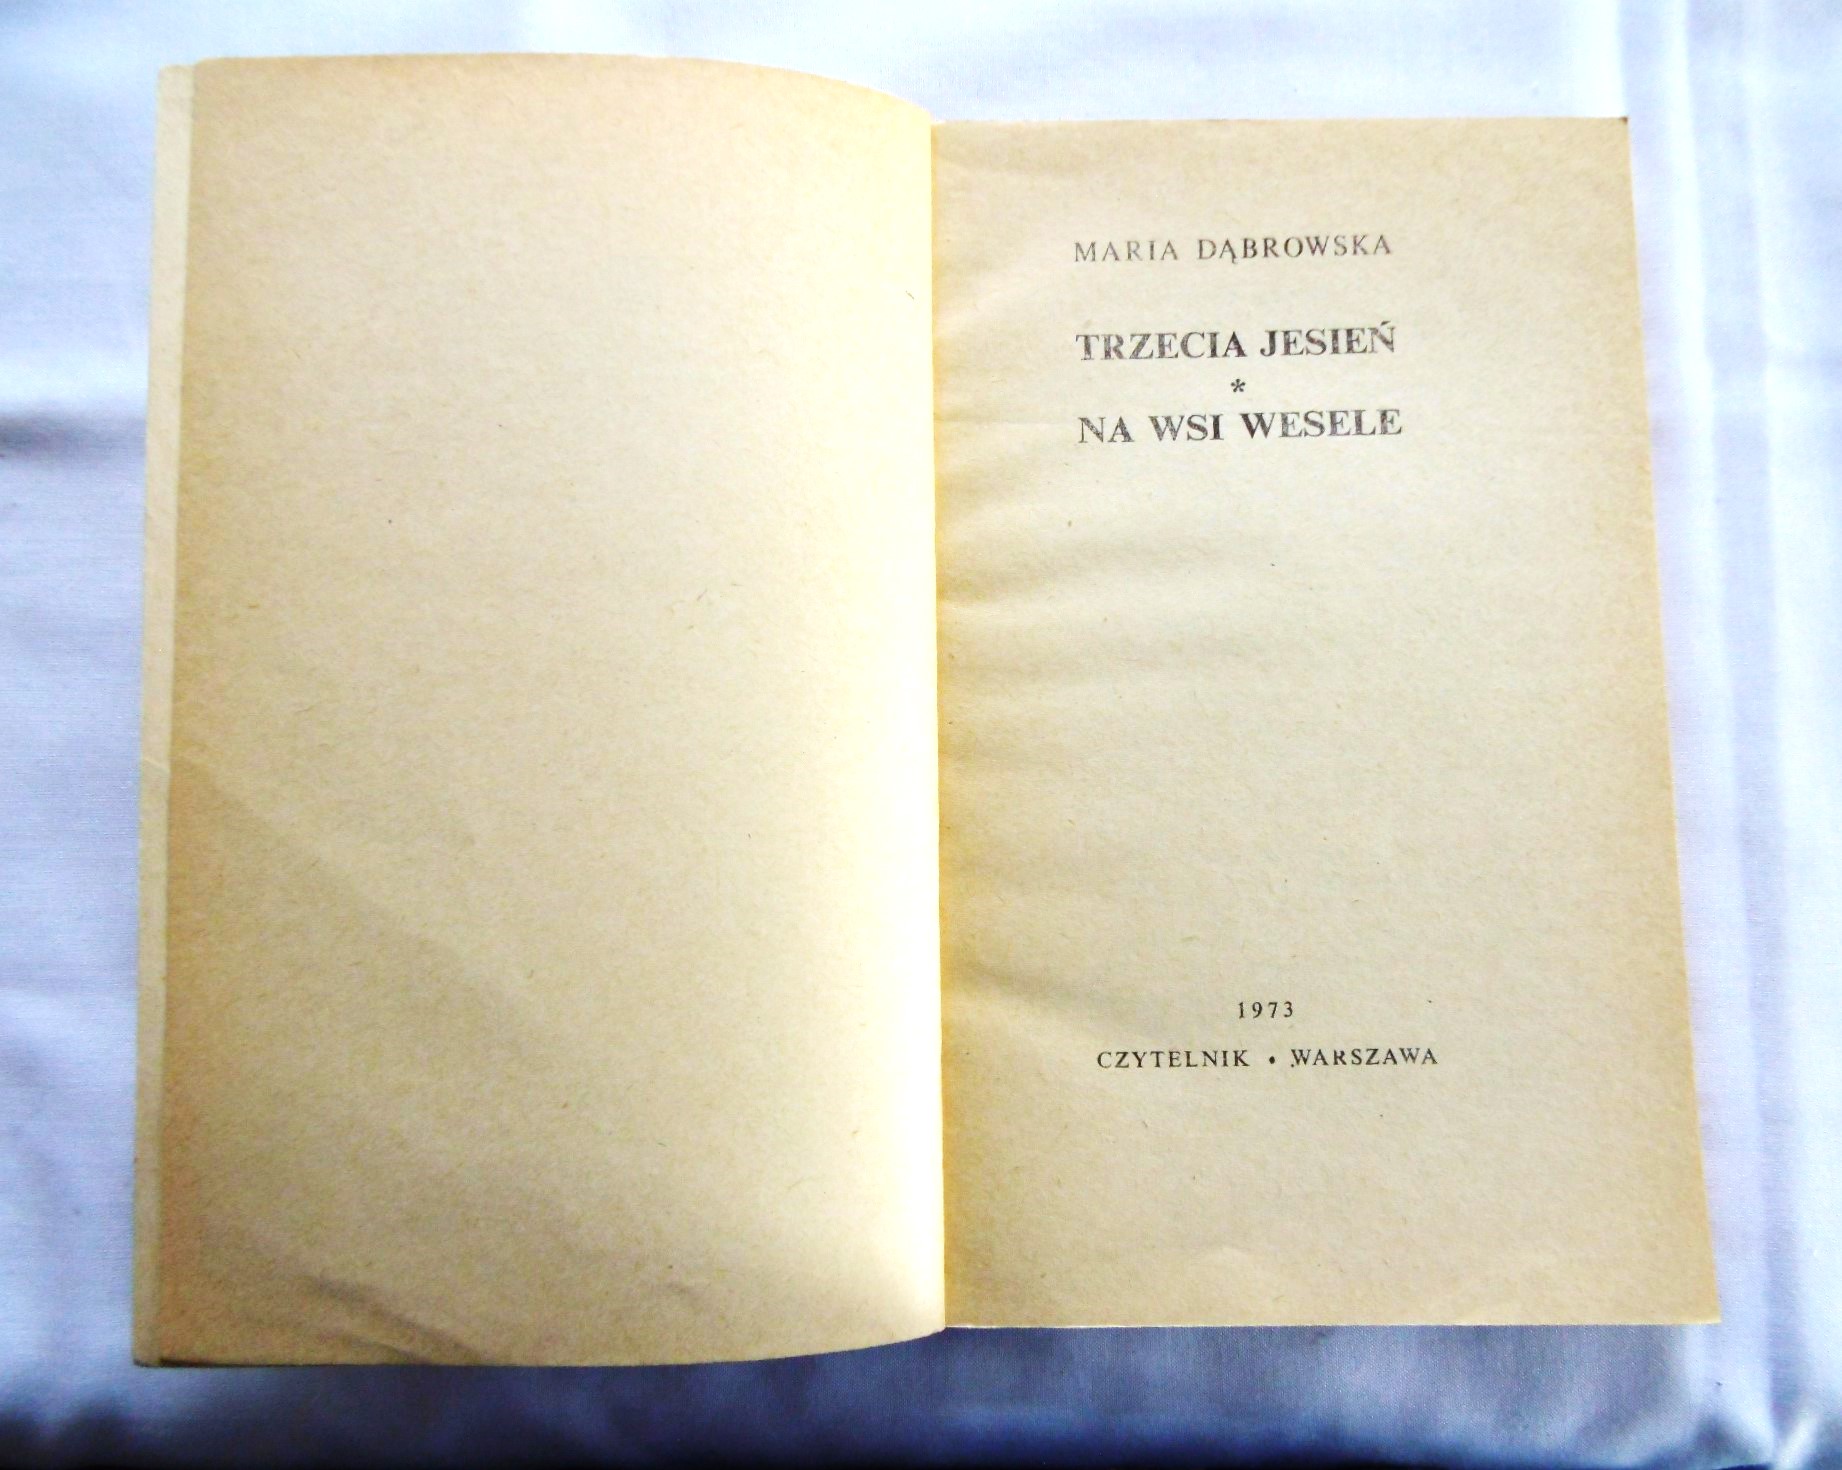 MARIA DĄBROWSKA
TRZECIA JESIEŃ
*
NA WSI WESELE
1973
CZYTELNIK • WARSZAWA